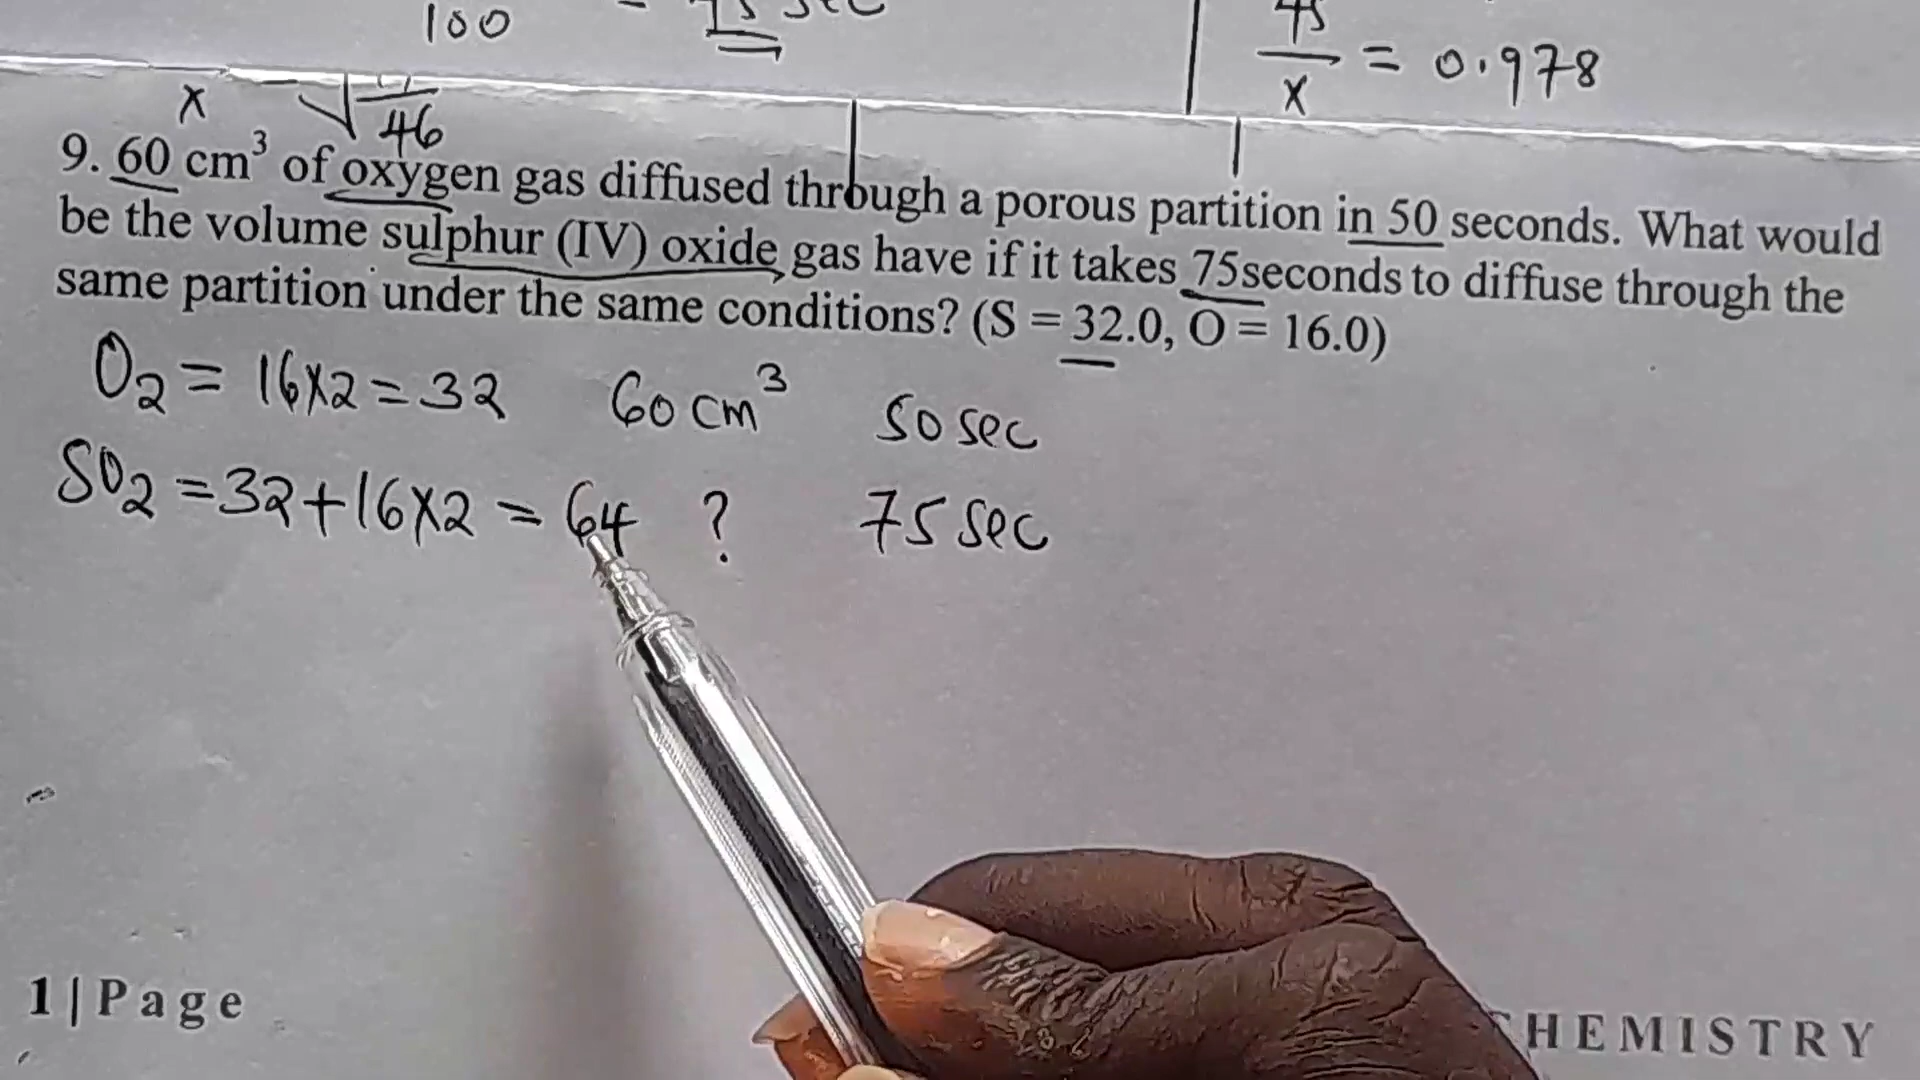 100
45
x = 0.978
x √ 46
9. 60 cm³ of oxygen gas diffused through a porous partition in 50 seconds. What would
be the volume sulphur (IV) oxide gas have if it takes 75seconds to diffuse through the
same partition under the same conditions? (S = 32.0, O = 16.0)
O₂ = 16x2 = 32 60 cm³ 50 sec
SO₂ = 32+16x2 = 64 ? 75 sec
1 | Page
HEMISTRY